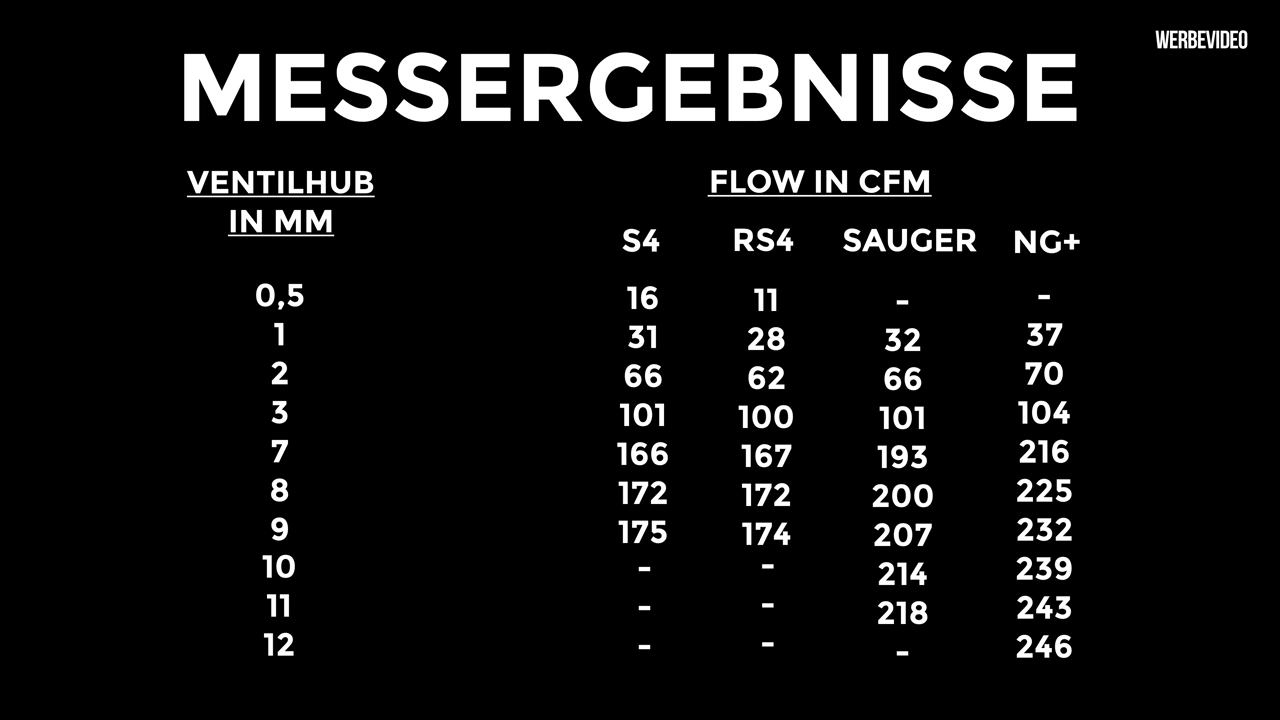 WERBEVIDEO
MESSERGEBNISSE
VENTILHUB
IN MM
FLOW IN CFM
S4 RS4 SAUGER NG+
0,5 16 11 - -
1 31 28 32 37
2 66 62 66 70
3 101 100 101 104
7 166 167 193 216
8 172 172 200 225
9 175 174 207 232
10 - - 214 239
11 - - 218 243
12 - - - 246